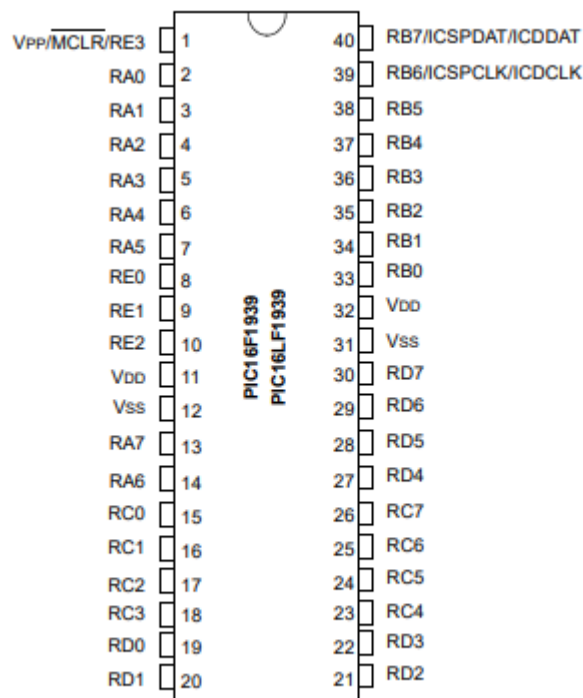 VPP/MCLR/RE3 1 40 RB7/ICSPDAT/ICDDAT
RA0 2 39 RB6/ICSPCLK/ICDCLK
RA1 3 38 RB5
RA2 4 37 RB4
RA3 5 36 RB3
RA4 6 35 RB2
RA5 7 34 RB1
RE0 8 33 RB0
RE1 9 32 VDD
RE2 10 31 VSS
VDD 11 30 RD7
VSS 12 29 RD6
RA7 13 28 RD5
RA6 14 27 RD4
RC0 15 26 RC7
RC1 16 25 RC6
RC2 17 24 RC5
RC3 18 23 RC4
RD0 19 22 RD3
RD1 20 21 RD2
PIC16F1939
PIC16LF1939